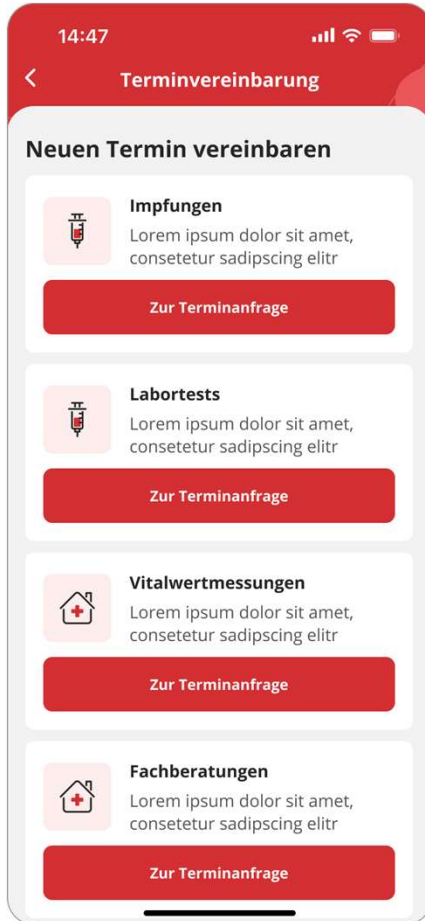 14:47
Terminvereinbarung
Neuen Termin vereinbaren
Impfungen
Lorem ipsum dolor sit amet,
consetetur sadipscing elitr
Zur Terminanfrage
Labortests
Lorem ipsum dolor sit amet,
consetetur sadipscing elitr
Zur Terminanfrage
Vitalwertmessungen
Lorem ipsum dolor sit amet,
consetetur sadipscing elitr
Zur Terminanfrage
Fachberatungen
Lorem ipsum dolor sit amet,
consetetur sadipscing elitr
Zur Terminanfrage